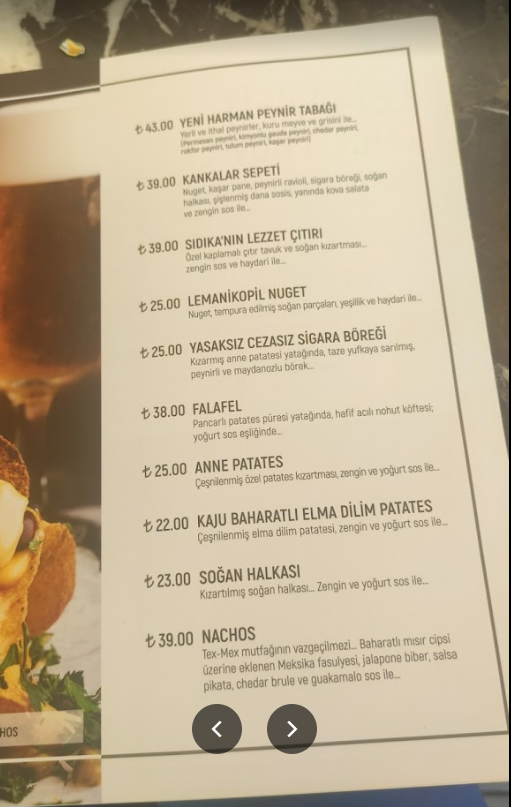 ₺ 43.00 YENİ HARMAN PEYNİR TABAĞI
Yerli ve ithal peynirler, kuru meyve ve grisini ile...
(Parmesan peyniri, kimyonlu gouda peyniri, chedar peyniri,
rokfor peyniri, tulum peyniri, kaşar peyniri)
₺ 39.00 KANKALAR SEPETİ
Nuget, kaşar pane, peynirli ravioli, sigara böreği, soğan
halkası, şişlenmiş dana sosis, yanında kova salata
ve zengin sos ile...
₺ 39.00 SIDIKA'NIN LEZZET ÇITIRI
Özel kaplamalı çıtır tavuk ve soğan kızartması...
zengin sos ve haydari ile...
₺ 25.00 LEMANİKOPİL NUGET
Nuget, tempura edilmiş soğan parçaları, yeşillik ve haydari ile...
₺ 25.00 YASAKSIZ CEZASIZ SİGARA BÖREĞİ
Kızarmış anne patatesi yatağında, taze yufkaya sarılmış,
peynirli ve maydanozlu börek...
₺ 38.00 FALAFEL
Pancarlı patates püresi yatağında, hafif acılı nohut köftesi;
yoğurt sos eşliğinde...
₺ 25.00 ANNE PATATES
Çeşnilenmiş özel patates kızartması, zengin ve yoğurt sos ile...
₺ 22.00 KAJU BAHARATLI ELMA DİLİM PATATES
Çeşnilenmiş elma dilim patatesi, zengin ve yoğurt sos ile...
₺ 23.00 SOĞAN HALKASI
Kızartılmış soğan halkası... Zengin ve yoğurt sos ile...
₺ 39.00 NACHOS
Tex-Mex mutfağının vazgeçilmezi... Baharatlı mısır cipsi
üzerine eklenen Meksika fasulyesi, jalapone biber, salsa
pikata, chedar brule ve guakamalo sos ile...
HOS